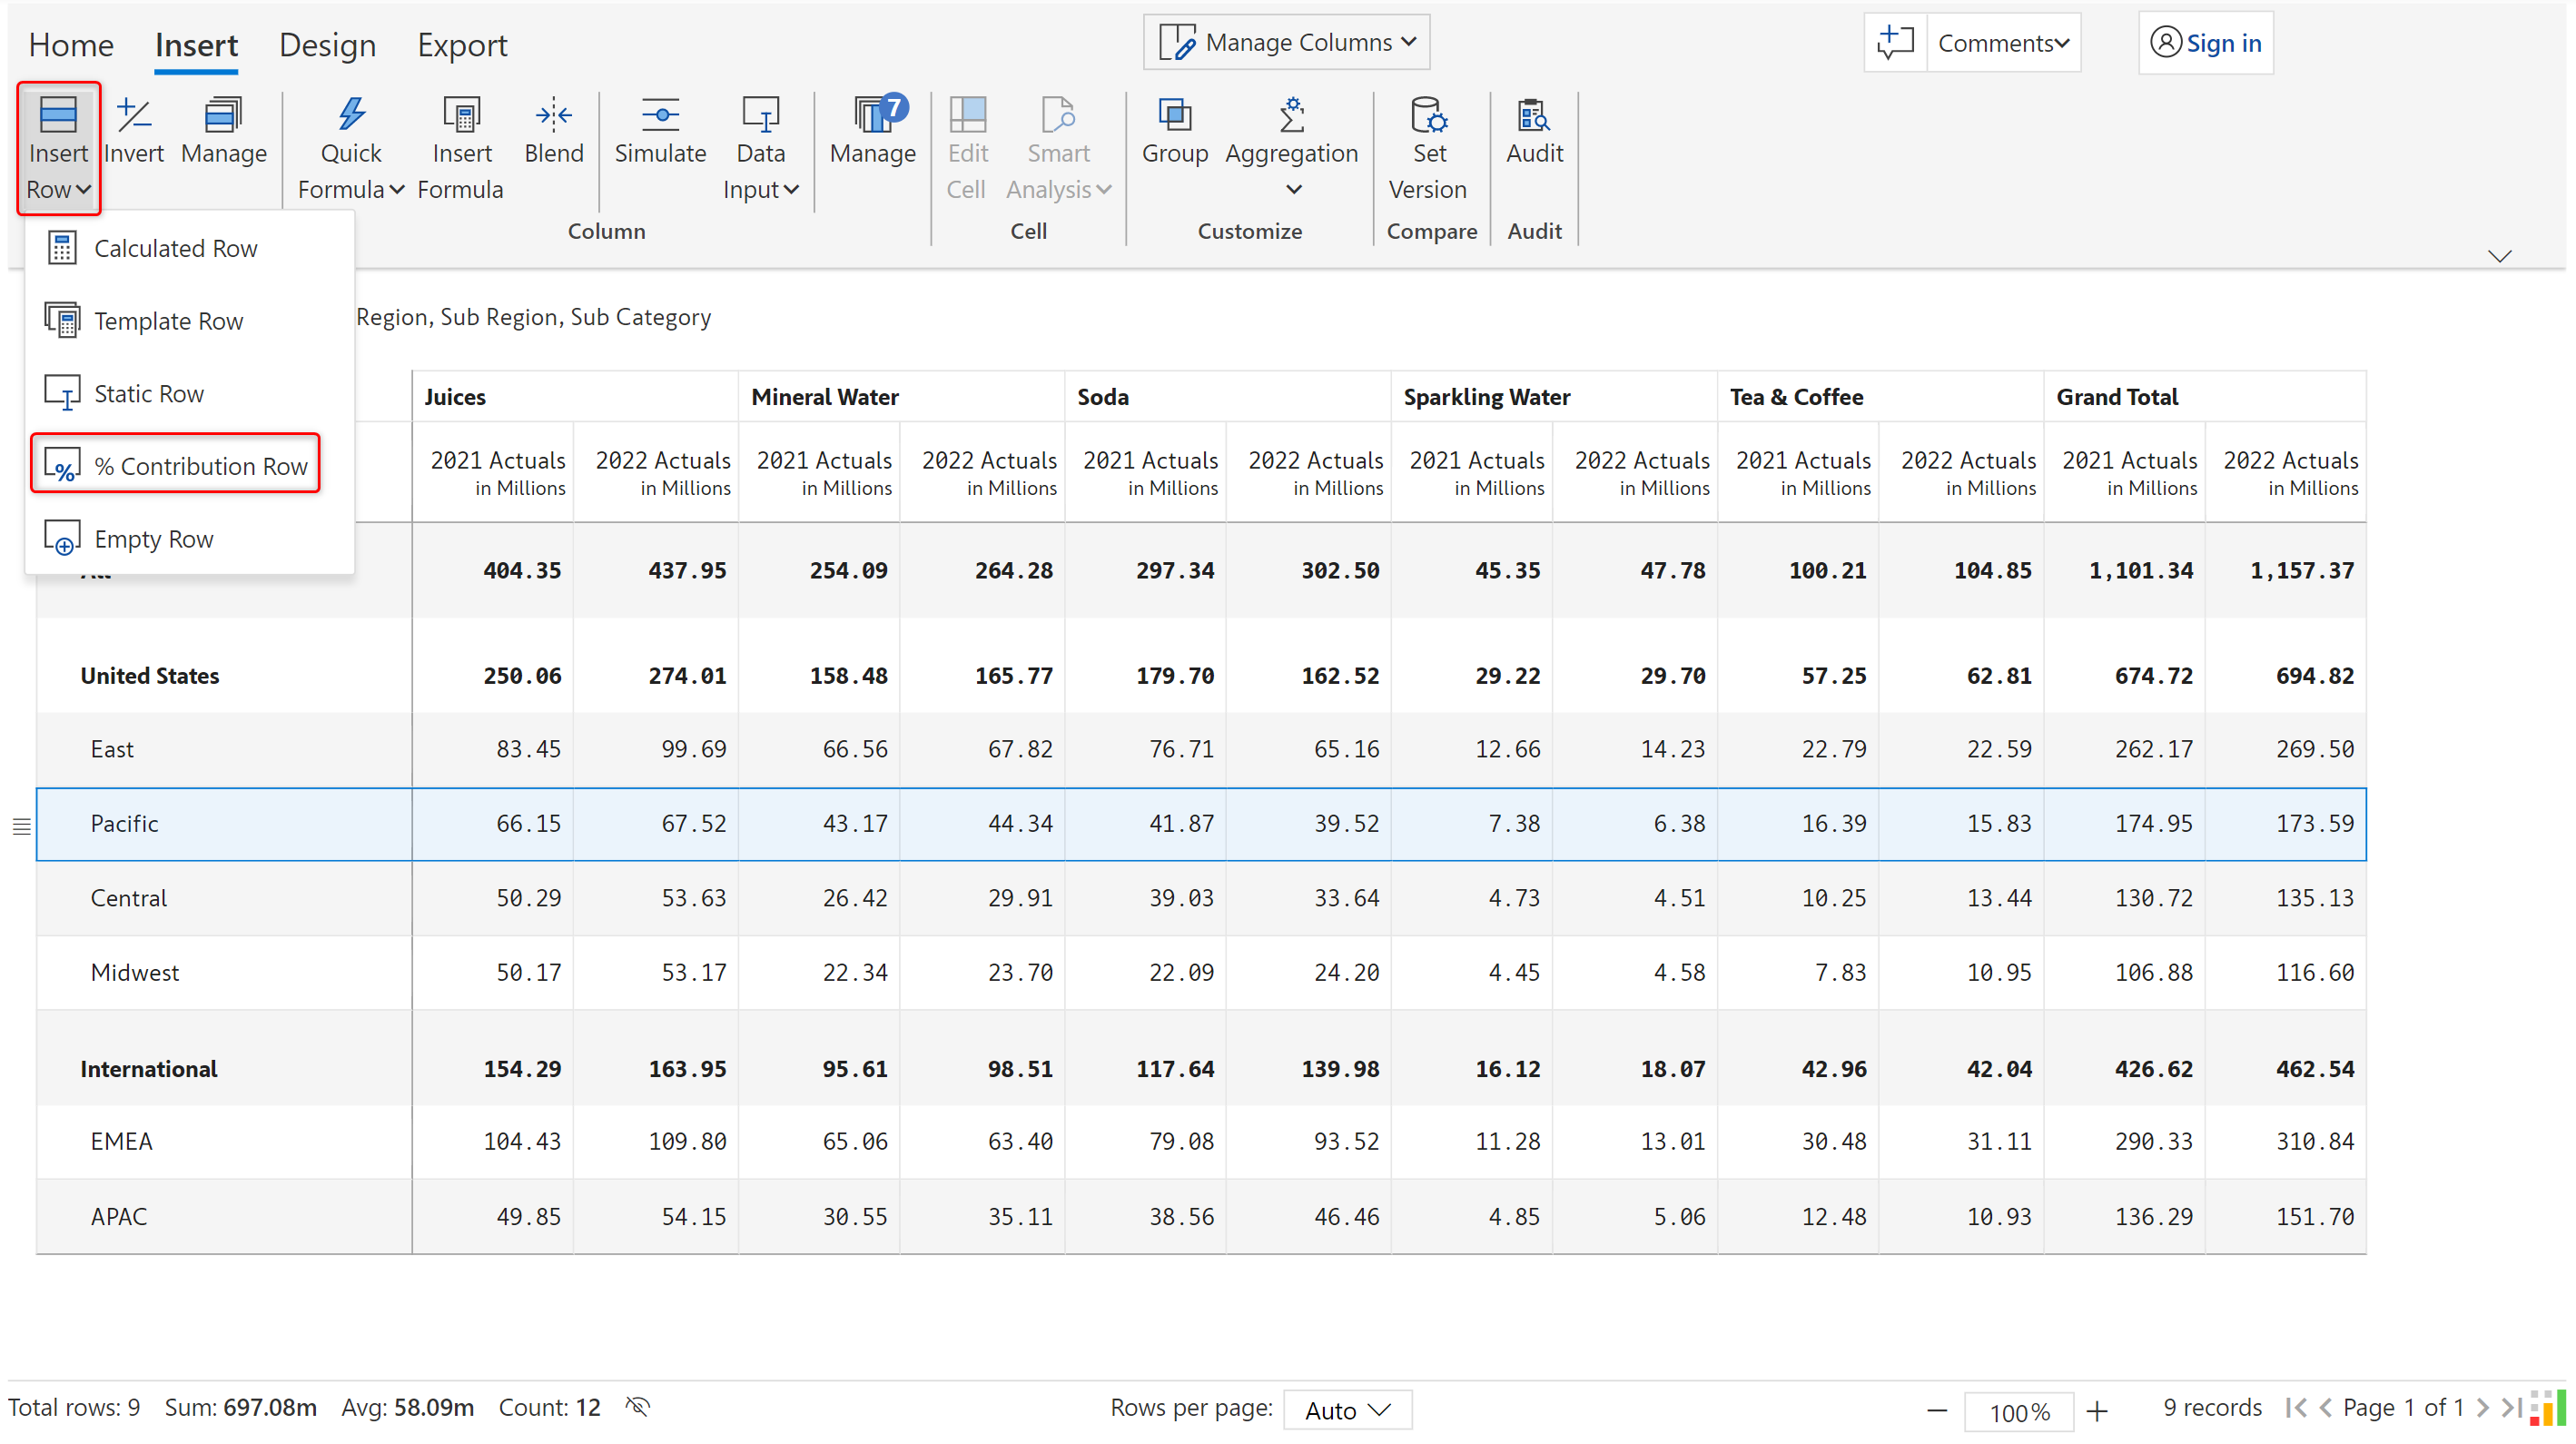 Home Insert Design Export Manage Columns Comments Sign in
Insert Row Invert Manage Quick Formula Insert Formula Blend Simulate Data Input Manage 7 Edit Cell Smart Analysis Group Aggregation Set Version Audit
Column Cell Customize Compare Audit
Calculated Row
Template Row
Static Row
% Contribution Row
Empty Row
Region, Sub Region, Sub Category
Juices Mineral Water Soda Sparkling Water Tea & Coffee Grand Total
2021 Actuals 2022 Actuals 2021 Actuals 2022 Actuals 2021 Actuals 2022 Actuals 2021 Actuals 2022 Actuals 2021 Actuals 2022 Actuals 2021 Actuals 2022 Actuals
in Millions in Millions in Millions in Millions in Millions in Millions in Millions in Millions in Millions in Millions in Millions in Millions
404.35 437.95 254.09 264.28 297.34 302.50 45.35 47.78 100.21 104.85 1,101.34 1,157.37
United States 250.06 274.01 158.48 165.77 179.70 162.52 29.22 29.70 57.25 62.81 674.72 694.82
East 83.45 99.69 66.56 67.82 76.71 65.16 12.66 14.23 22.79 22.59 262.17 269.50
Pacific 66.15 67.52 43.17 44.34 41.87 39.52 7.38 6.38 16.39 15.83 174.95 173.59
Central 50.29 53.63 26.42 29.91 39.03 33.64 4.73 4.51 10.25 13.44 130.72 135.13
Midwest 50.17 53.17 22.34 23.70 22.09 24.20 4.45 4.58 7.83 10.95 106.88 116.60
International 154.29 163.95 95.61 98.51 117.64 139.98 16.12 18.07 42.96 42.04 426.62 462.54
EMEA 104.43 109.80 65.06 63.40 79.08 93.52 11.28 13.01 30.48 31.11 290.33 310.84
APAC 49.85 54.15 30.55 35.11 38.56 46.46 4.85 5.06 12.48 10.93 136.29 151.70
Total rows: 9 Sum: 697.08m Avg: 58.09m Count: 12 Rows per page: Auto 100% 9 records Page 1 of 1